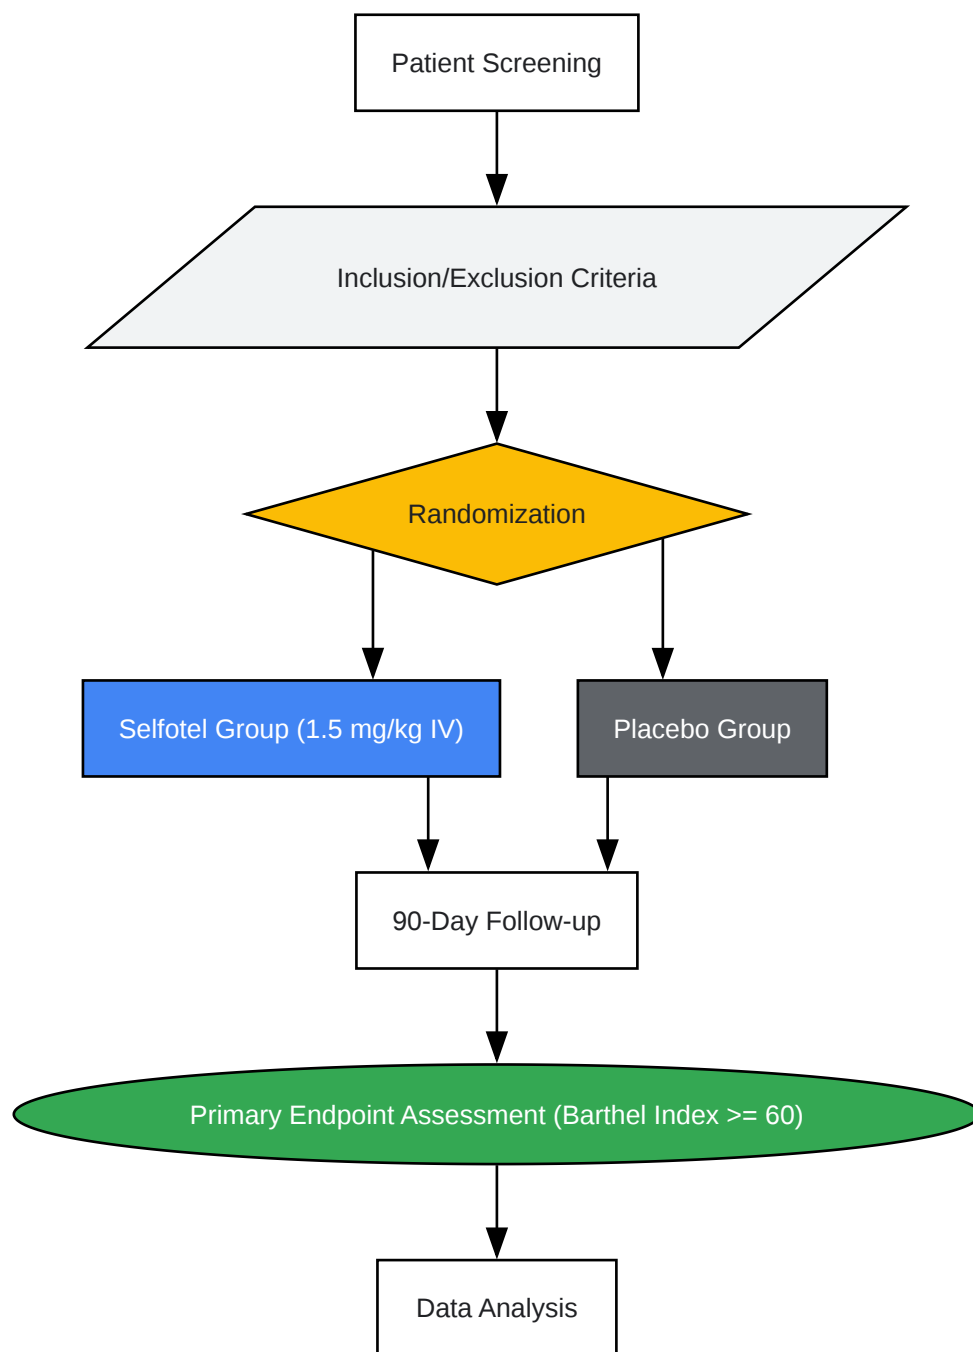 Patient Screening
Inclusion/Exclusion Criteria
Randomization
Selfotel Group (1.5 mg/kg IV)
Placebo Group
90-Day Follow-up
Primary Endpoint Assessment (Barthel Index >= 60)
Data Analysis